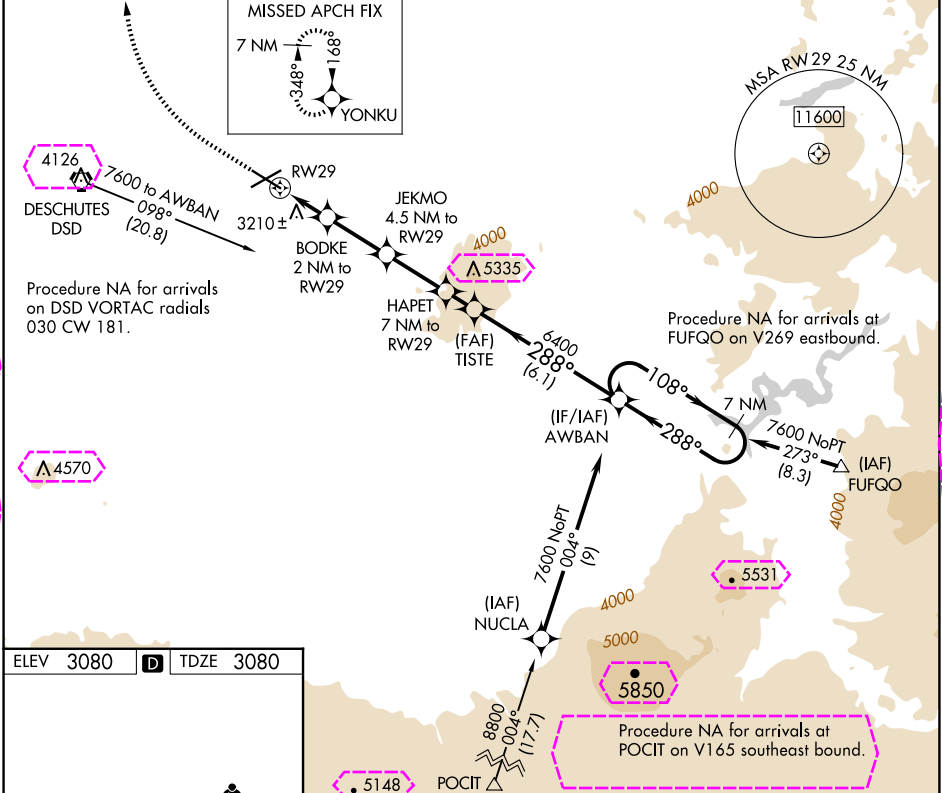 MISSED APCH FIX
7 NM
348°
168°
YONKU
MSA RW29 25 NM
11600
4126
DESCHUTES
DSD
7600 to AWBAN
098°
(20.8)
RW29
3210 ±
BODKE
2 NM to
RW29
JEKMO
4.5 NM to
RW29
4000
4000
5335
HAPET
7 NM to
RW29
(FAF)
TISTE
Procedure NA for arrivals
on DSD VORTAC radials
030 CW 181.
Procedure NA for arrivals at
FUFQO on V269 eastbound.
6400
288°
(6.1)
108°
7 NM
288°
(IF/IAF)
AWBAN
7600 NoPT
273°
(8.3)
(IAF)
FUFQO
4000
4570
7600 NoPT
004°
(9)
5531
(IAF)
NUCLA
4000
5000
5850
ELEV 3080 D TDZE 3080
8800
004°
(17.7)
Procedure NA for arrivals at
POCIT on V165 southeast bound.
5148
POCIT